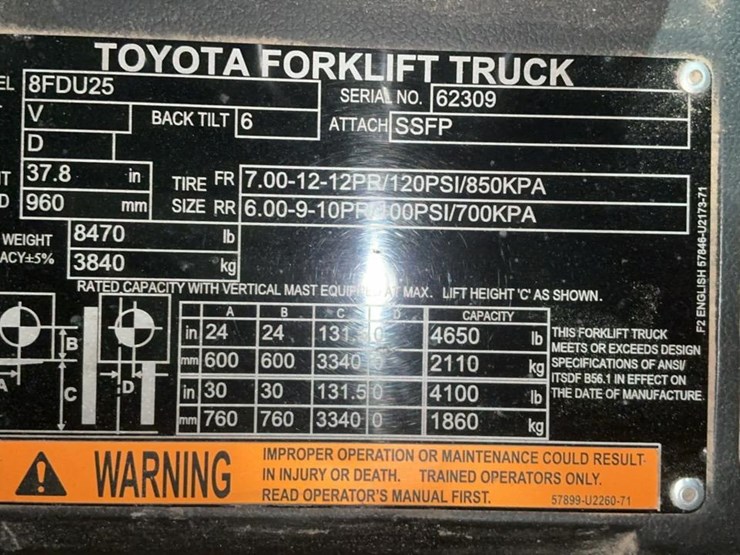 TOYOTA FORKLIFT TRUCK
EL 8FDU25 SERIAL NO. 62309
V BACK TILT 6 ATTACH SSFP
D
T 37.8 in TIRE FR 7.00-12-12PR/120PSI/850KPA
D 960 mm SIZE RR 6.00-9-10PR 00PSI/700KPA
WEIGHT 8470 lb
ACY±5% 3840 kg
RATED CAPACITY WITH VERTICAL MAST AT MAX. LIFT HEIGHT 'C' AS SHOWN.
A B C D CAPACITY
in 24 24 131.50 0 4650 lb
mm 600 600 3340 0 2110 kg
in 30 30 131.50 0 4100 lb
mm 760 760 3340 0 1860 kg
B
A C D
THIS FORKLIFT TRUCK
MEETS OR EXCEEDS DESIGN
SPECIFICATIONS OF ANSI/
ITSDF B56.1 IN EFFECT ON
THE DATE OF MANUFACTURE.
F2 ENGLISH 57846-U2173-71
WARNING
IMPROPER OPERATION OR MAINTENANCE COULD RESULT
IN INJURY OR DEATH. TRAINED OPERATORS ONLY.
READ OPERATOR'S MANUAL FIRST. 57899-U2260-71